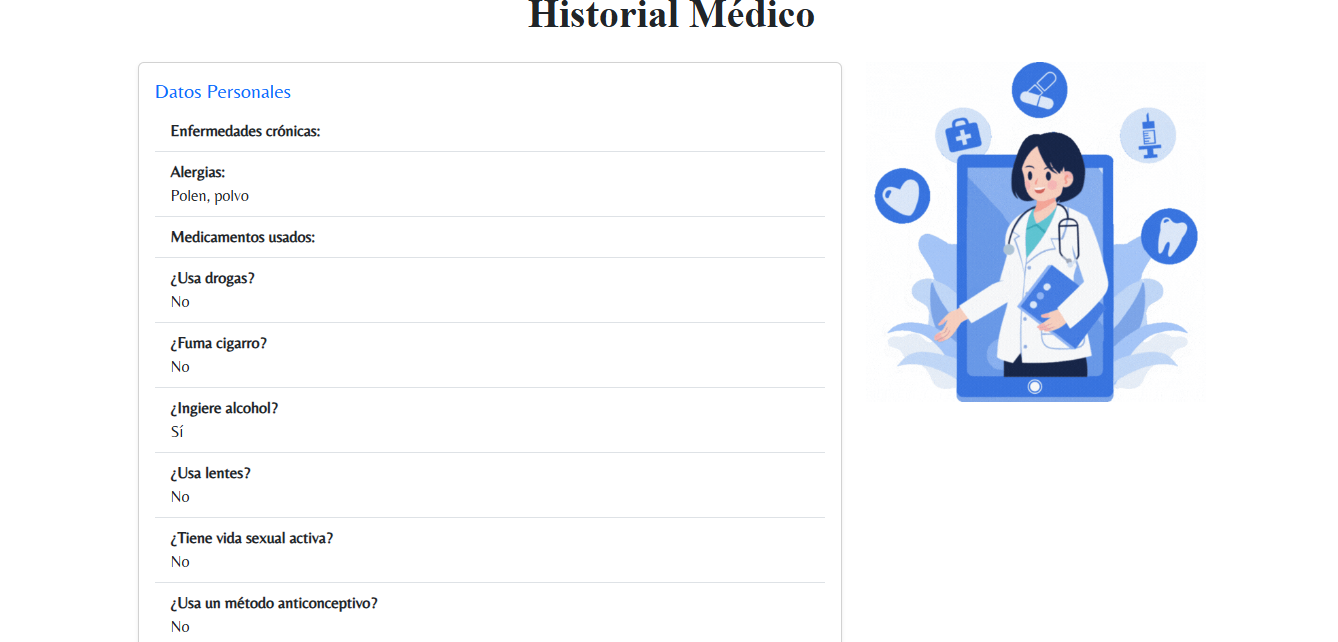 Historial Médico
Datos Personales
Enfermedades crónicas:
Alergias:
Polen, polvo
Medicamentos usados:
¿Usa drogas?
No
¿Fuma cigarro?
No
¿Ingiere alcohol?
Sí
¿Usa lentes?
No
¿Tiene vida sexual activa?
No
¿Usa un método anticonceptivo?
No